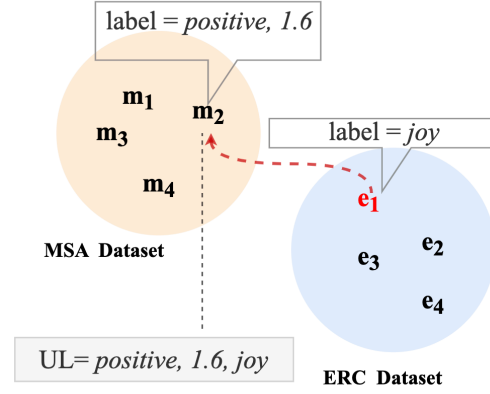 label = positive, 1.6
m1
m2
m3
m4
MSA Dataset
label = joy
e1
e2
e3
e4
UL= positive, 1.6, joy
ERC Dataset